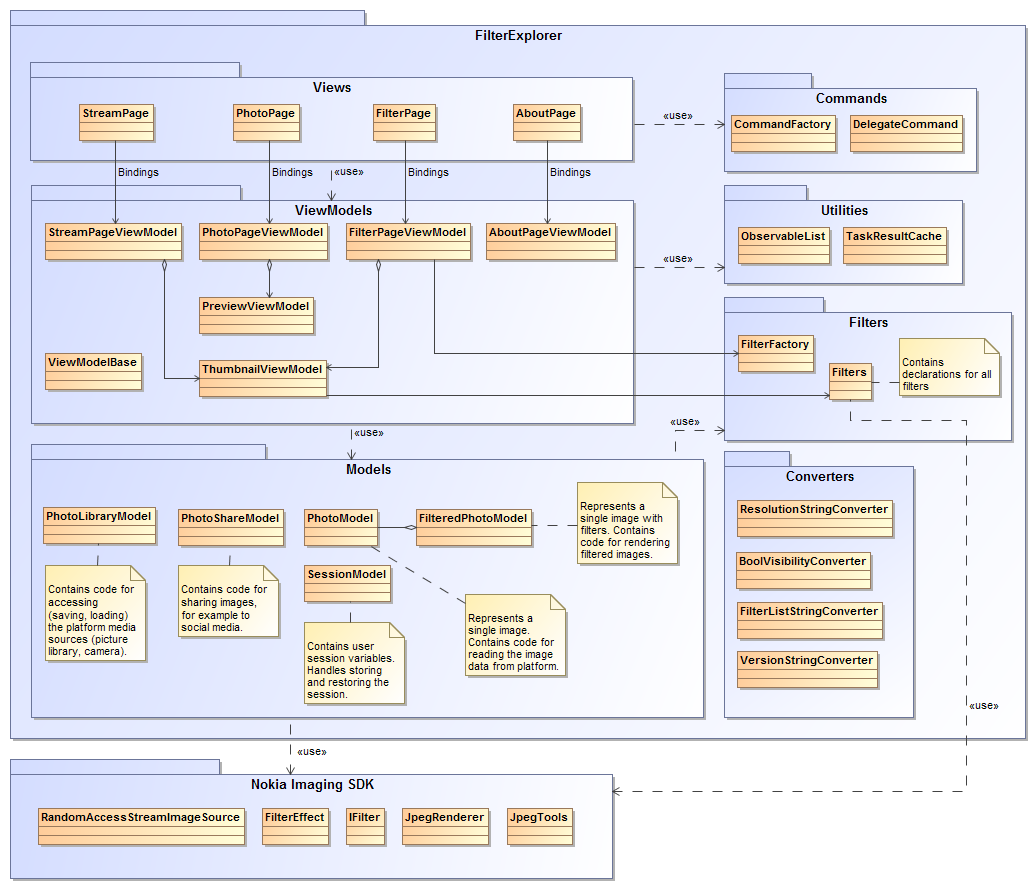 FilterExplorer
Views
StreamPage
PhotoPage
FilterPage
AboutPage
«use»
Commands
CommandFactory
DelegateCommand
Bindings
Bindings
«use»
Bindings
Bindings
ViewModels
StreamPageViewModel
PhotoPageViewModel
FilterPageViewModel
AboutPageViewModel
PreviewViewModel
ViewModelBase
ThumbnailViewModel
«use»
Utilities
ObservableList
TaskResultCache
Filters
FilterFactory
Filters
Contains
declarations for all
filters
«use»
«use»
Models
PhotoLibraryModel
PhotoShareModel
PhotoModel
FilteredPhotoModel
SessionModel
Represents a
single image with
filters. Contains
code for rendering
filtered images.
Contains code for
accessing
(saving, loading)
the platform media
sources (picture
library, camera).
Contains code for
sharing images,
for example to
social media.
Contains user
session variables.
Handles storing
and restoring the
session.
Represents a
single image.
Contains code for
reading the image
data from platform.
Converters
ResolutionStringConverter
BoolVisibilityConverter
FilterListStringConverter
VersionStringConverter
«use»
«use»
Nokia Imaging SDK
RandomAccessStreamImageSource
FilterEffect
IFilter
JpegRenderer
JpegTools